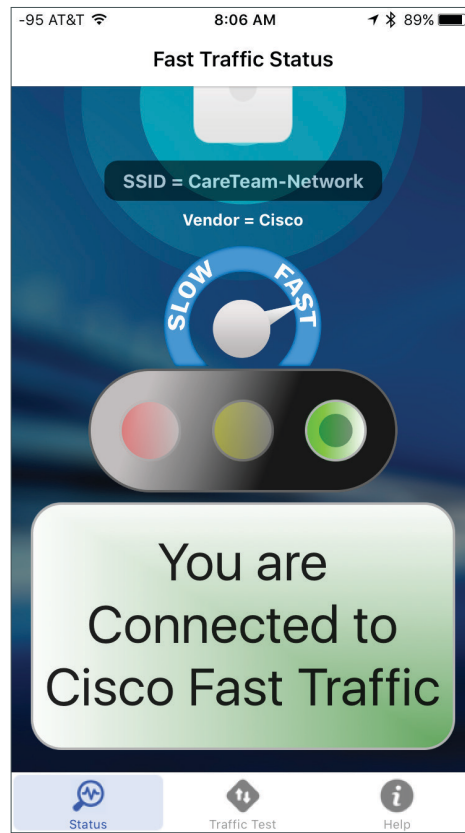 -95 AT&T 8:06 AM 89%
Fast Traffic Status
SSID = CareTeam-Network
Vendor = Cisco
SLOW FAST
You are
Connected to
Cisco Fast Traffic
Status Traffic Test Help